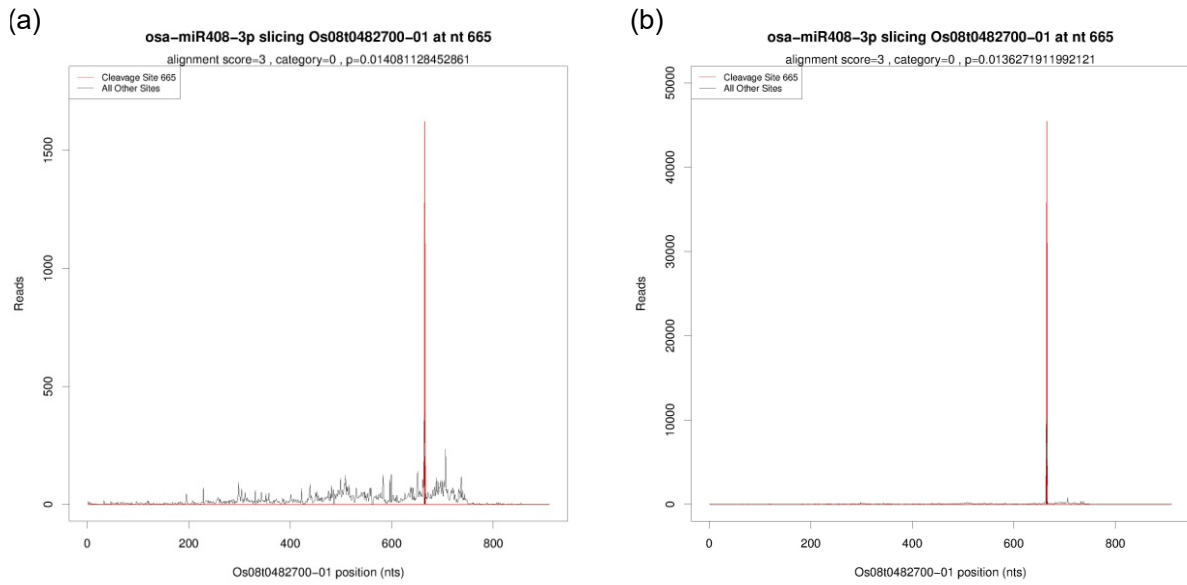 (a)
osa-miR408-3p slicing Os08t0482700-01 at nt 665
alignment score=3 , category=0 , p=0.014081128452861
Cleavage Site 665
All Other Sites
Reads
1500
1000
500
0
0 200 400 600 800
Os08t0482700-01 position (nts)
(b)
osa-miR408-3p slicing Os08t0482700-01 at nt 665
alignment score=3 , category=0 , p=0.0136271911992121
Cleavage Site 665
All Other Sites
Reads
50000
40000
30000
20000
10000
0
0 200 400 600 800
Os08t0482700-01 position (nts)